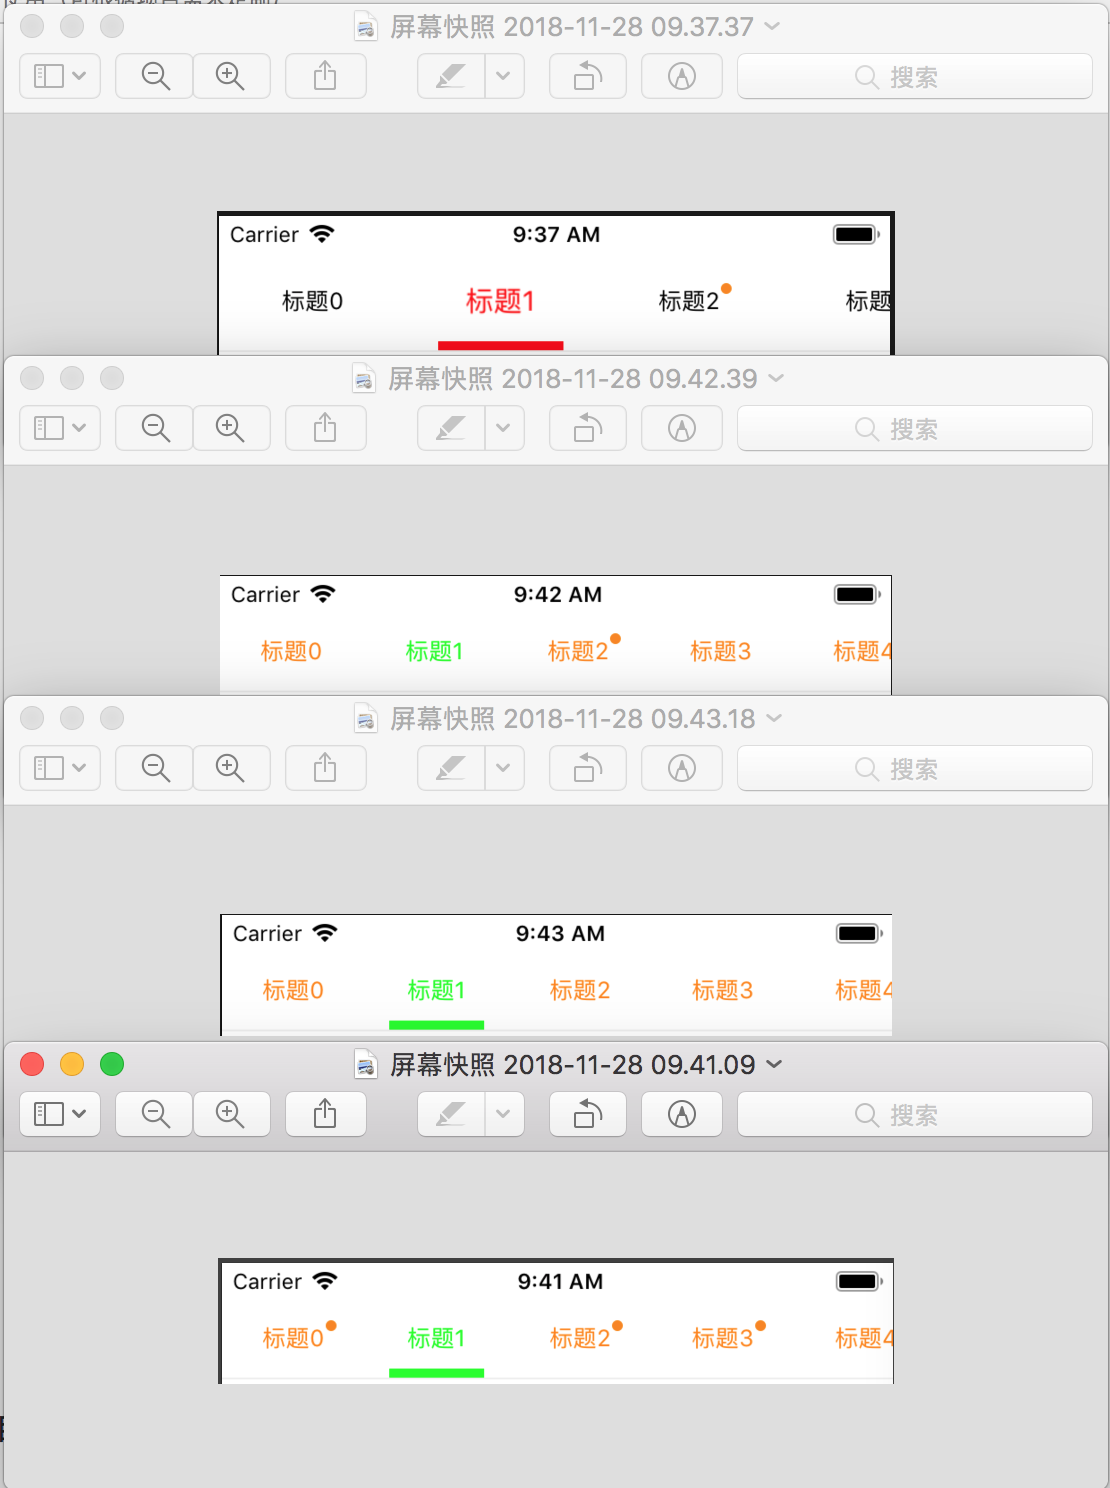 屏幕快照 2018-11-28 09.37.37
搜索
Carrier 9:37 AM
标题0 标题1 标题2 标题
屏幕快照 2018-11-28 09.42.39
搜索
Carrier 9:42 AM
标题0 标题1 标题2 标题3 标题4
屏幕快照 2018-11-28 09.43.18
搜索
Carrier 9:43 AM
标题0 标题1 标题2 标题3 标题4
屏幕快照 2018-11-28 09.41.09
搜索
Carrier 9:41 AM
标题0 标题1 标题2 标题3 标题4